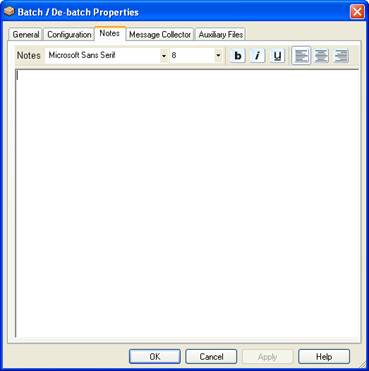 Batch / De-batch Properties
General Configuration Notes Message Collector Auxiliary Files
Notes Microsoft Sans Serif 8 b i u
OK Cancel Apply Help